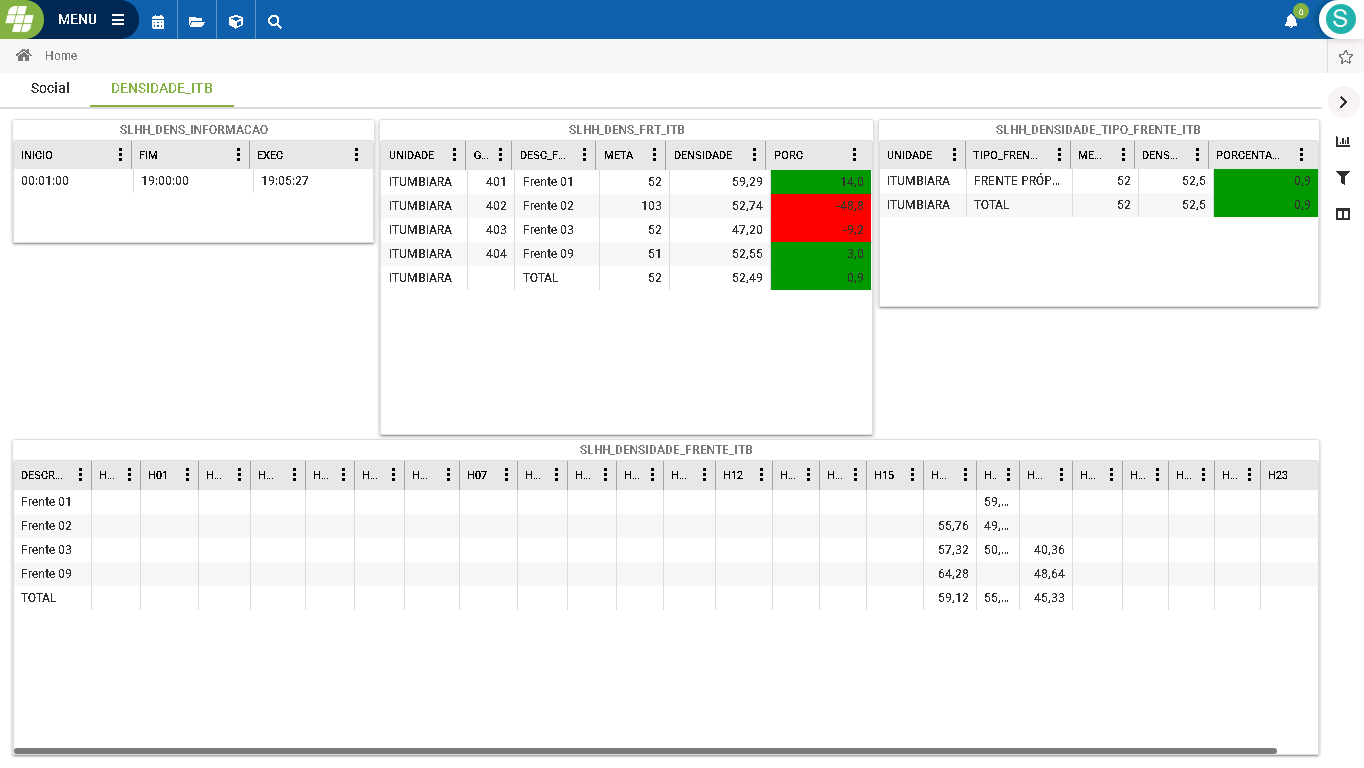 MENU
0
S
Home
Social DENSIDADE_ITB
SLHH_DENS_INFORMACAO
INICIO FIM EXEC
00:01:00 19:00:00 19:05:27
SLHH_DENS_FRT_ITB
UNIDADE G... DESC_F... META DENSIDADE PORC
ITUMBIARA 401 Frente 01 52 59,29 14,0
ITUMBIARA 402 Frente 02 103 52,74 -48,8
ITUMBIARA 403 Frente 03 52 47,20 -9,2
ITUMBIARA 404 Frente 09 51 52,55 3,0
ITUMBIARA TOTAL 52 52,49 0,9
SLHH_DENSIDADE_TIPO_FRENTE_ITB
UNIDADE TIPO_FREN... ME... DENS... PORCENTA...
ITUMBIARA FRENTE PRÓP... 52 52,5 0,9
ITUMBIARA TOTAL 52 52,5 0,9
SLHH_DENSIDADE_FRENTE_ITB
DESCR... H... H01 H... H... H... H... H... H07 H... H... H... H... H12 H... H... H15 H... H.. H... H... H... H... H... H23
Frente 01 59,...
Frente 02 55,76 49,...
Frente 03 57,32 50,... 40,36
Frente 09 64,28 48,64
TOTAL 59,12 55,... 45,33